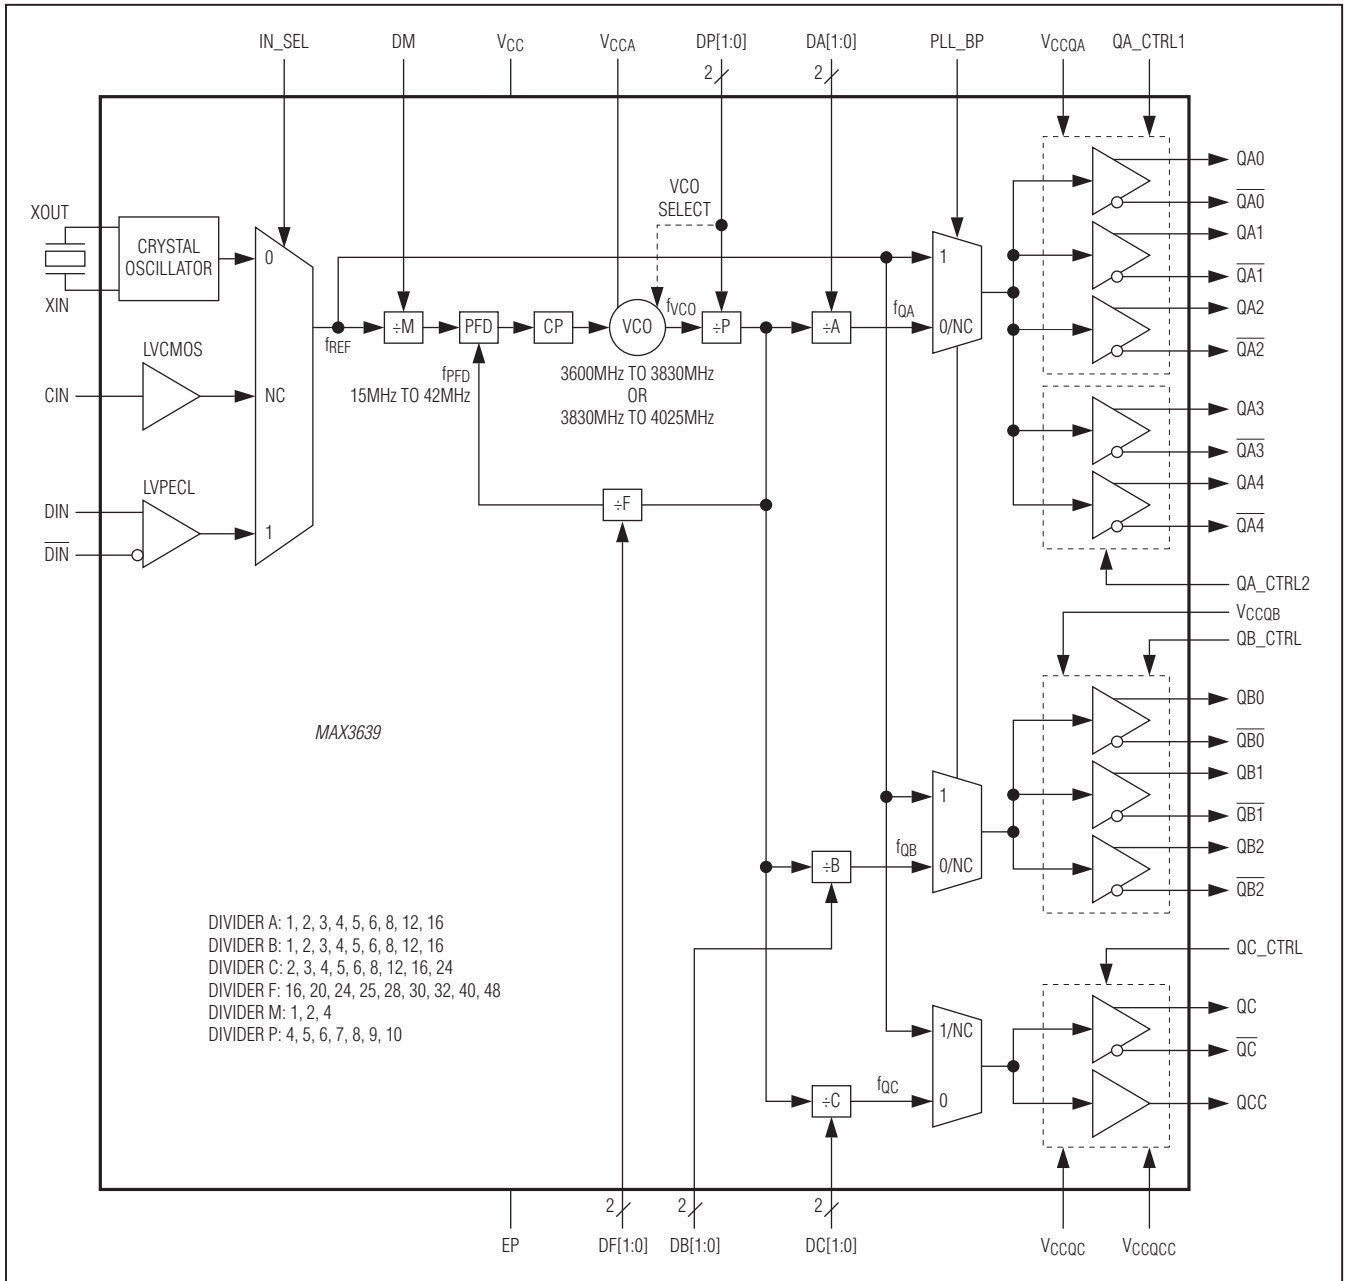 IN_SEL
DM
VCC
VCCA
DP[1:0]
DA[1:0]
PLL_BP
VCCQA
QA_CTRL1
2
2
XOUT
XIN
CRYSTAL
OSCILLATOR
0
NC
1
LVCMOS
CIN
LVPECL
DIN
DIN
fREF
÷M
PFD
CP
VCO
fVCO
÷P
VCO
SELECT
÷A
fQA
1
0/NC
fPFD
15MHz TO 42MHz
3600MHz TO 3830MHz
OR
3830MHz TO 4025MHz
÷F
QA0
QA0
QA1
QA1
QA2
QA2
QA3
QA3
QA4
QA4
QA_CTRL2
VCCQB
QB_CTRL
MAX3639
1
÷B
fQB
0/NC
QB0
QB0
QB1
QB1
QB2
QB2
DIVIDER A: 1, 2, 3, 4, 5, 6, 8, 12, 16
DIVIDER B: 1, 2, 3, 4, 5, 6, 8, 12, 16
DIVIDER C: 2, 3, 4, 5, 6, 8, 12, 16, 24
DIVIDER F: 16, 20, 24, 25, 28, 30, 32, 40, 48
DIVIDER M: 1, 2, 4
DIVIDER P: 4, 5, 6, 7, 8, 9, 10
QC_CTRL
1/NC
÷C
fQC
0
QC
QC
QCC
2
2
2
EP
DF[1:0]
DB[1:0]
DC[1:0]
VCCQC
VCCQCC